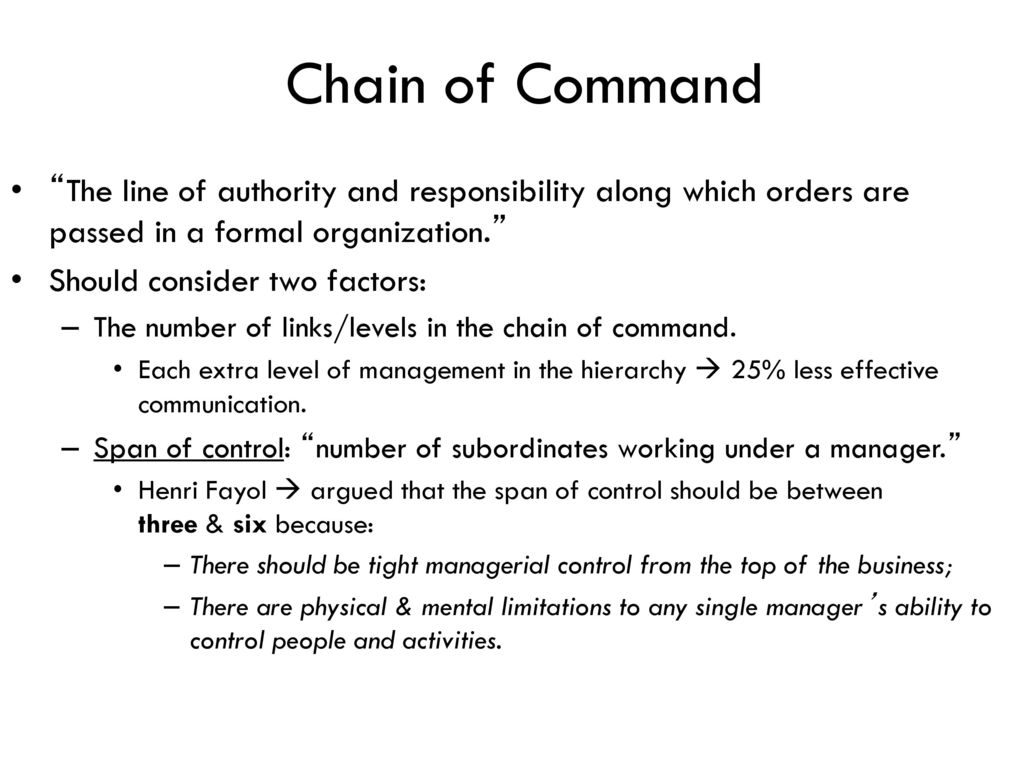 Chain of Command
• “The line of authority and responsibility along which orders are
passed in a formal organization.”
• Should consider two factors:
– The number of links/levels in the chain of command.
• Each extra level of management in the hierarchy → 25% less effective
communication.
– Span of control: “number of subordinates working under a manager.”
• Henri Fayol → argued that the span of control should be between
three & six because:
– There should be tight managerial control from the top of the business;
– There are physical & mental limitations to any single manager’s ability to
control people and activities.